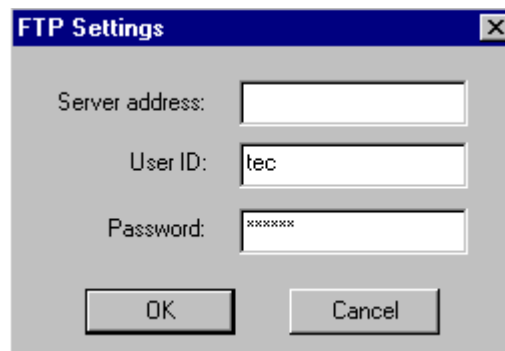 FTP Settings
Server address:
User ID: tec
Password: ******
OK Cancel